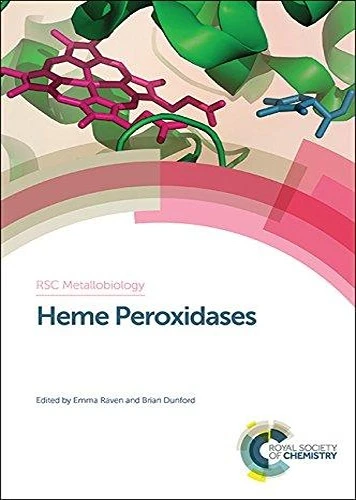 RSC Metallobiology
Heme Peroxidases
Edited by Emma Raven and Brian Dunford
ROYAL SOCIETY
OF CHEMISTRY